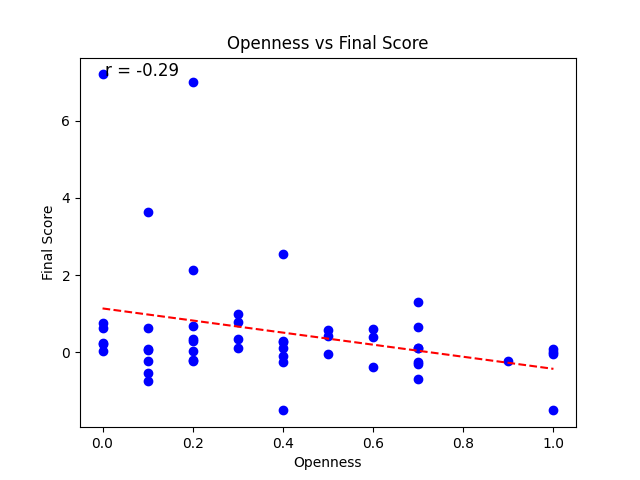 Openness vs Final Score
r = -0.29
Final Score
6
4
2
0
0.0 0.2 0.4 0.6 0.8 1.0
Openness